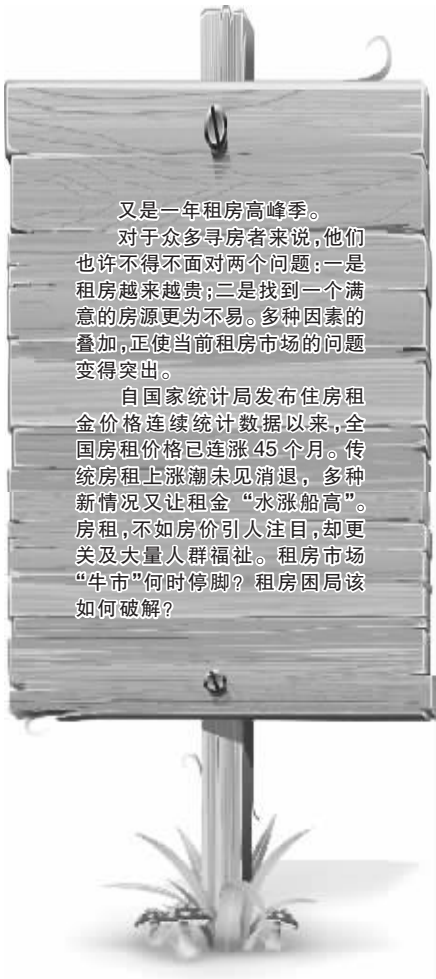 又是一年租房高峰季。
对于众多寻房者来说,他们
也许不得不面对两个问题:一是
租房越来越贵;二是找到一个满
意的房源更为不易。多种因素的
叠加,正使当前租房市场的问题
变得突出。
自国家统计局发布住房租
金价格连续统计数据以来,全
国房租价格已连涨 45 个月。传
统房租上涨潮未见消退，多种
新情况又让租金“水涨船高”。
房租,不如房价引人注目,却更
关及大量人群福祉。租房市场
“牛市”何时停脚？租房困局该
如何破解？